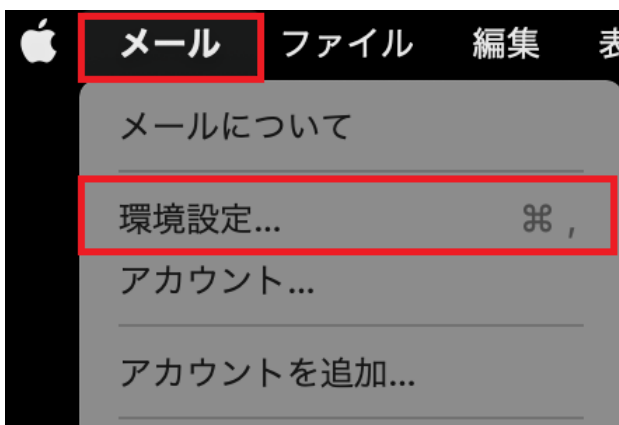 メール ファイル 編集 表
メールについて
環境設定... ⌘ ,
アカウント...
アカウントを追加...